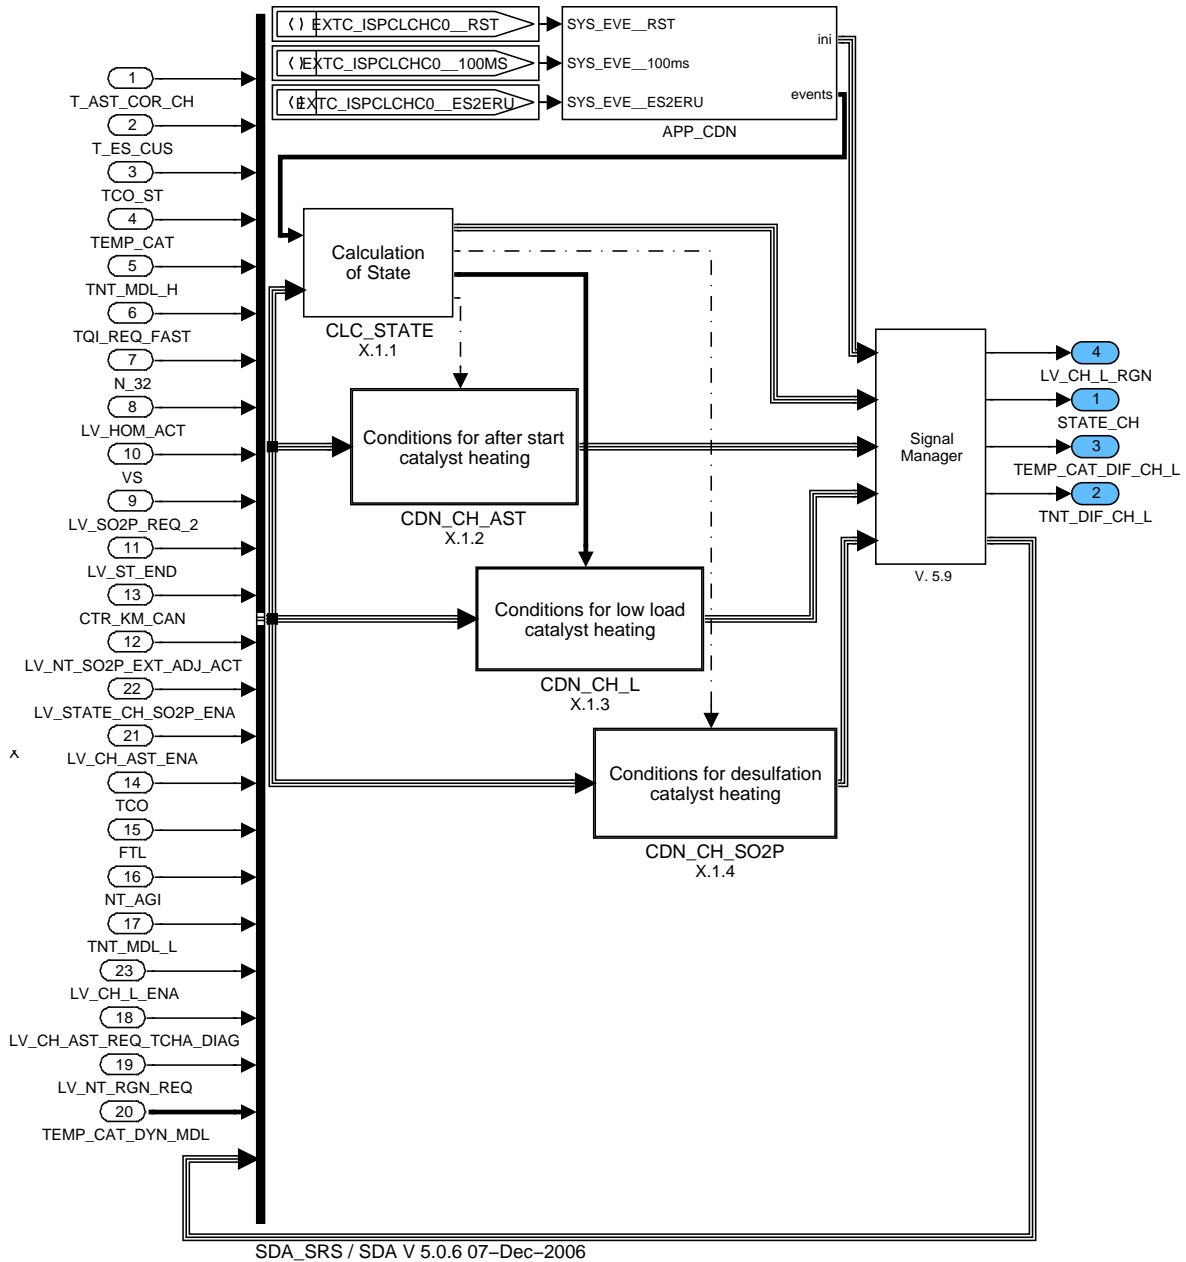 EXTC_ISPCLCHC0__RST
SYS_EVE__RST
ini
EXTC_ISPCLCHC0__100MS
SYS_EVE__100ms
EXTC_ISPCLCHC0__ES2ERU
SYS_EVE__ES2ERU
events
APP_CDN
1
T_AST_COR_CH
2
T_ES_CUS
3
TCO_ST
4
TEMP_CAT
5
TNT_MDL_H
6
TQI_REQ_FAST
7
N_32
8
LV_HOM_ACT
10
VS
9
LV_SO2P_REQ_2
11
LV_ST_END
13
CTR_KM_CAN
12
LV_NT_SO2P_EXT_ADJ_ACT
22
LV_STATE_CH_SO2P_ENA
21
X
LV_CH_AST_ENA
14
TCO
15
FTL
16
NT_AGI
17
TNT_MDL_L
23
LV_CH_L_ENA
18
LV_CH_AST_REQ_TCHA_DIAG
19
LV_NT_RGN_REQ
20
TEMP_CAT_DYN_MDL
Calculation
of State
CLC_STATE
X.1.1
Conditions for after start
catalyst heating
CDN_CH_AST
X.1.2
Conditions for low load
catalyst heating
CDN_CH_L
X.1.3
Conditions for desulfation
catalyst heating
CDN_CH_SO2P
X.1.4
Signal
Manager
V. 5.9
4
LV_CH_L_RGN
1
STATE_CH
3
TEMP_CAT_DIF_CH_L
2
TNT_DIF_CH_L
SDA_SRS / SDA V 5.0.6 07–Dec–2006